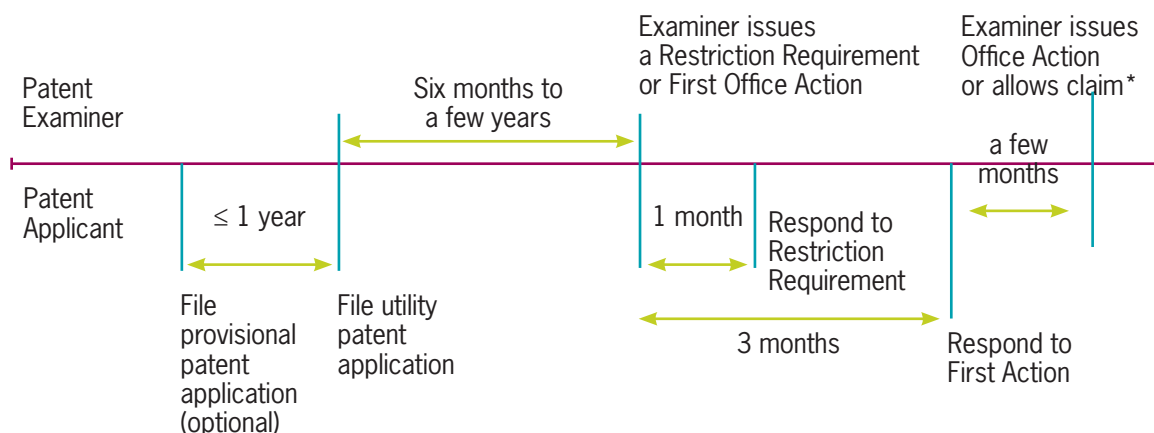 Patent
Examiner
Six months to
a few years
Examiner issues
a Restriction Requirement
or First Office Action
Examiner issues
Office Action
or allows claim*
a few
months
Patent
Applicant
≤ 1 year
1 month
Respond to
Restriction
Requirement
3 months
File
provisional
patent
application
(optional)
File utility
patent
application
Respond to
First Action